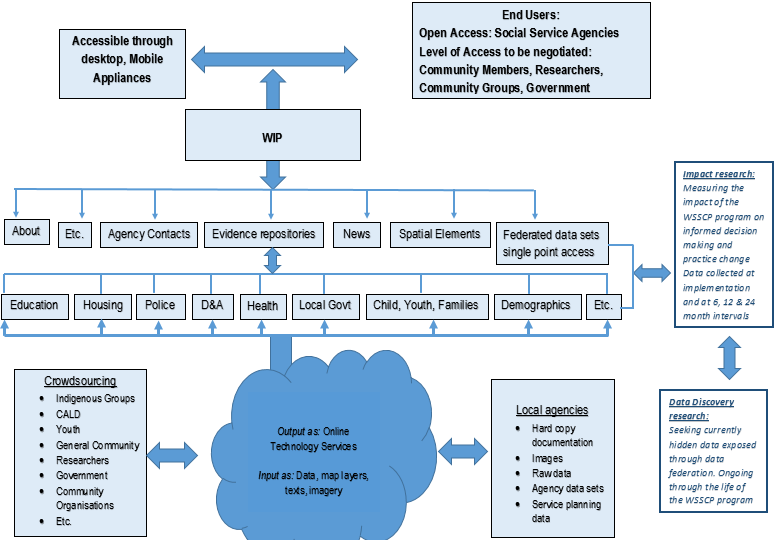 Accessible through
desktop, Mobile
Appliances
End Users:
Open Access: Social Service Agencies
Level of Access to be negotiated:
Community Members, Researchers,
Community Groups, Government
WIP
About
Etc.
Agency Contacts
Evidence repositories
News
Spatial Elements
Federated data sets
single point access
Education
Housing
Police
D&A
Health
Local Govt
Child, Youth, Families
Demographics
Etc.
Impact research:
Measuring the
impact of the
WSSCP program on
informed decision
making and
practice change
Data collected at
implementation
and at 6, 12 & 24
month intervals
Crowdsourcing
• Indigenous Groups
• CALD
• Youth
• General Community
• Researchers
• Government
• Community
Organisations
• Etc.
Output as: Online
Technology Services
Input as: Data, map layers,
texts, imagery
Local agencies
• Hard copy
documentation
• Images
• Raw data
• Agency data sets
• Service planning
data
Data Discovery
research:
Seeking currently
hidden data exposed
through data
federation. Ongoing
through the life of
the WSSCP program